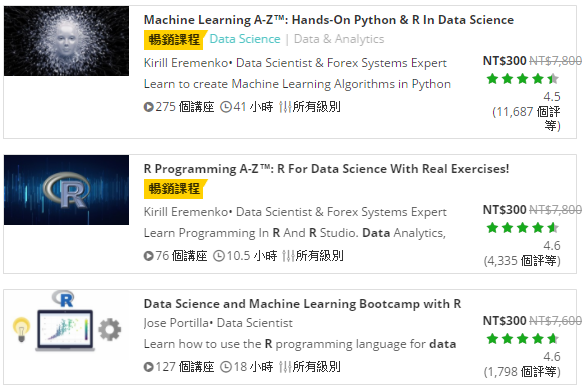 Machine Learning A-Z™: Hands-On Python & R In Data Science
暢銷課程 Data Science | Data & Analytics
Kirill Eremenko• Data Scientist & Forex Systems Expert
Learn to create Machine Learning Algorithms in Python
275 個講座 41 小時 所有級別
NT$300 NT$7,800
4.5
(11,687 個評
等)
R Programming A-Z™: R For Data Science With Real Exercises!
暢銷課程
Kirill Eremenko• Data Scientist & Forex Systems Expert
Learn Programming In R And R Studio. Data Analytics,
76 個講座 10.5 小時 所有級別
NT$300 NT$7,800
4.6
(4,335 個評等)
R
R
Data Science and Machine Learning Bootcamp with R
Jose Portilla• Data Scientist
Learn how to use the R programming language for data
127 個講座 18 小時 所有級別
NT$300 NT$7,600
4.6
(1,798 個評等)